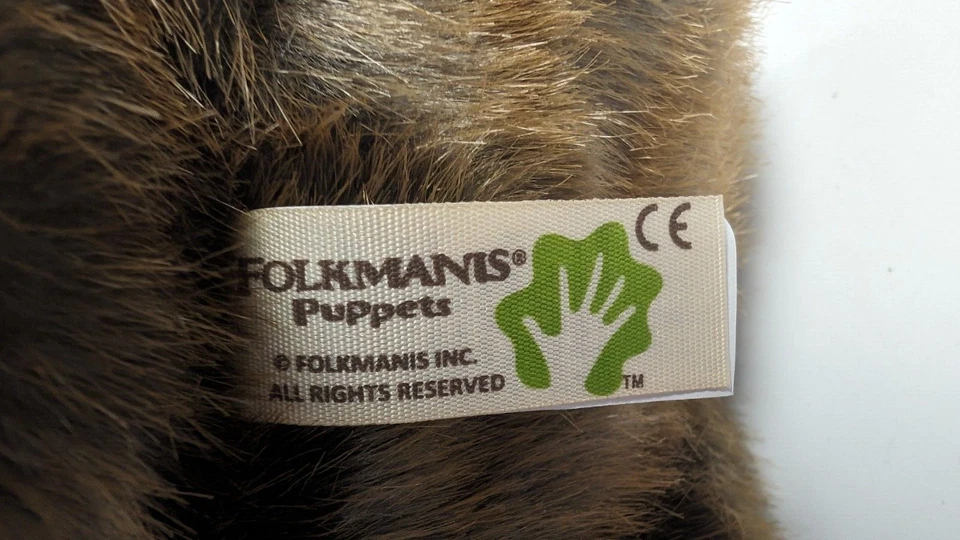 FOLKMANIS®
Puppets
© FOLKMANIS INC.
ALL RIGHTS RESERVED
TM
CE